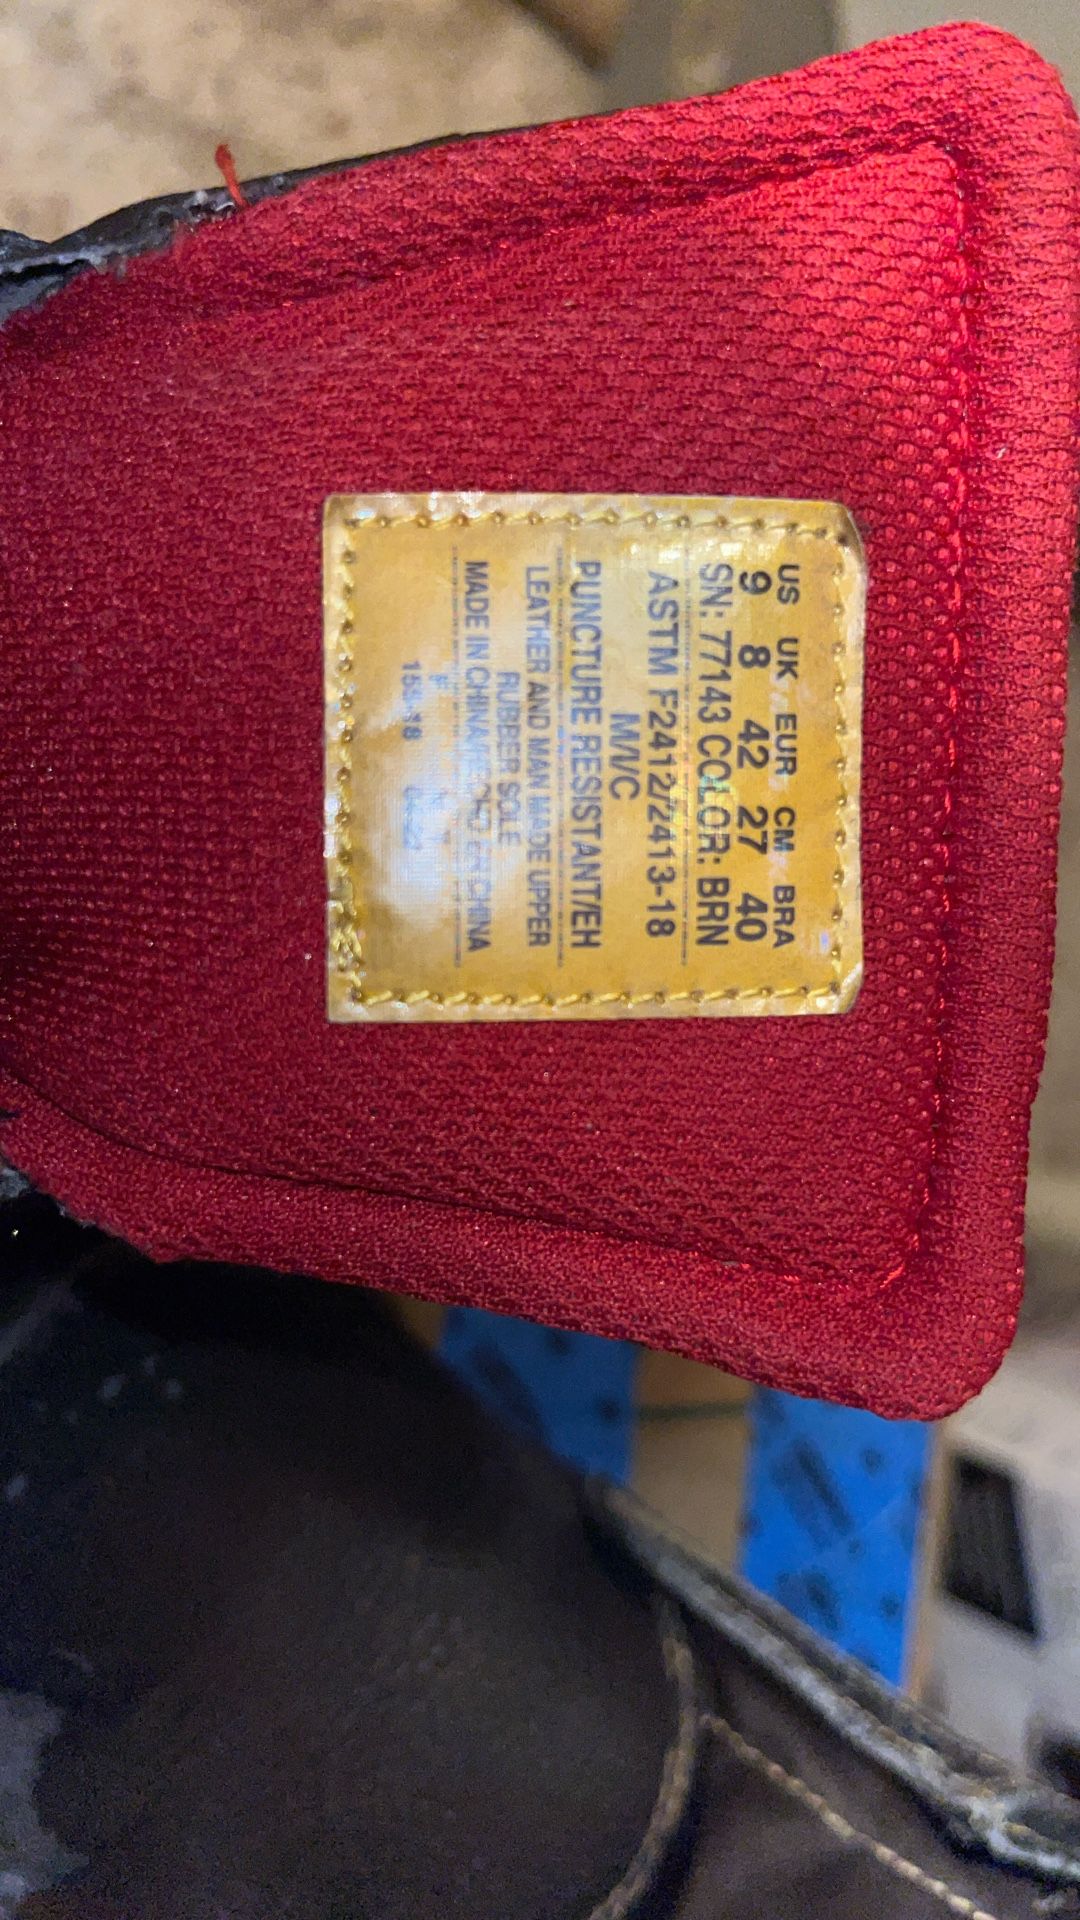 US UK EUR CM BRA
9 8 42 27 40
SN: 77143 COLOR: BRN
ASTM F2412/2413-18
M/I/C
PUNCTURE RESISTANT/EH
LEATHER AND MAN MADE UPPER
RUBBER SOLE
MADE IN CHINA CHINA